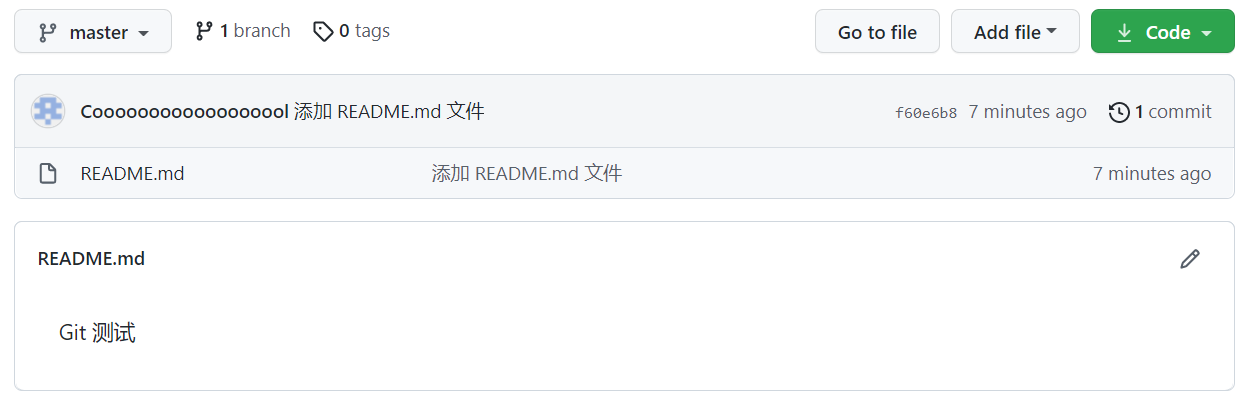 master 1 branch 0 tags Go to file Add file Code
Cooooooooooooooooool 添加 README.md 文件 f60e6b8 7 minutes ago 1 commit
README.md 添加 README.md 文件 7 minutes ago
README.md
Git 测试